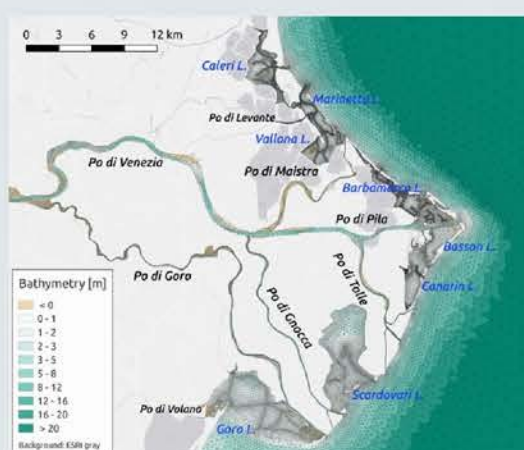 0 3 6 9 12 km
Caleri L.
Marinetta L.
Po di Levante
Vallona L.
Po di Venezia
Po di Maistra
Barbamarco L.
Po di Pila
Basson L.
Po di Goro
Canarin L.
Po di Tolle
Po di Gnocca
Bathymetry [m]
< 0
0 - 1
1 - 2
2 - 3
3 - 5
5 - 8
8 - 12
12 - 16
16 - 20
> 20
Scardovari L.
Po di Volano
Goro L.
Background: ESRI gray